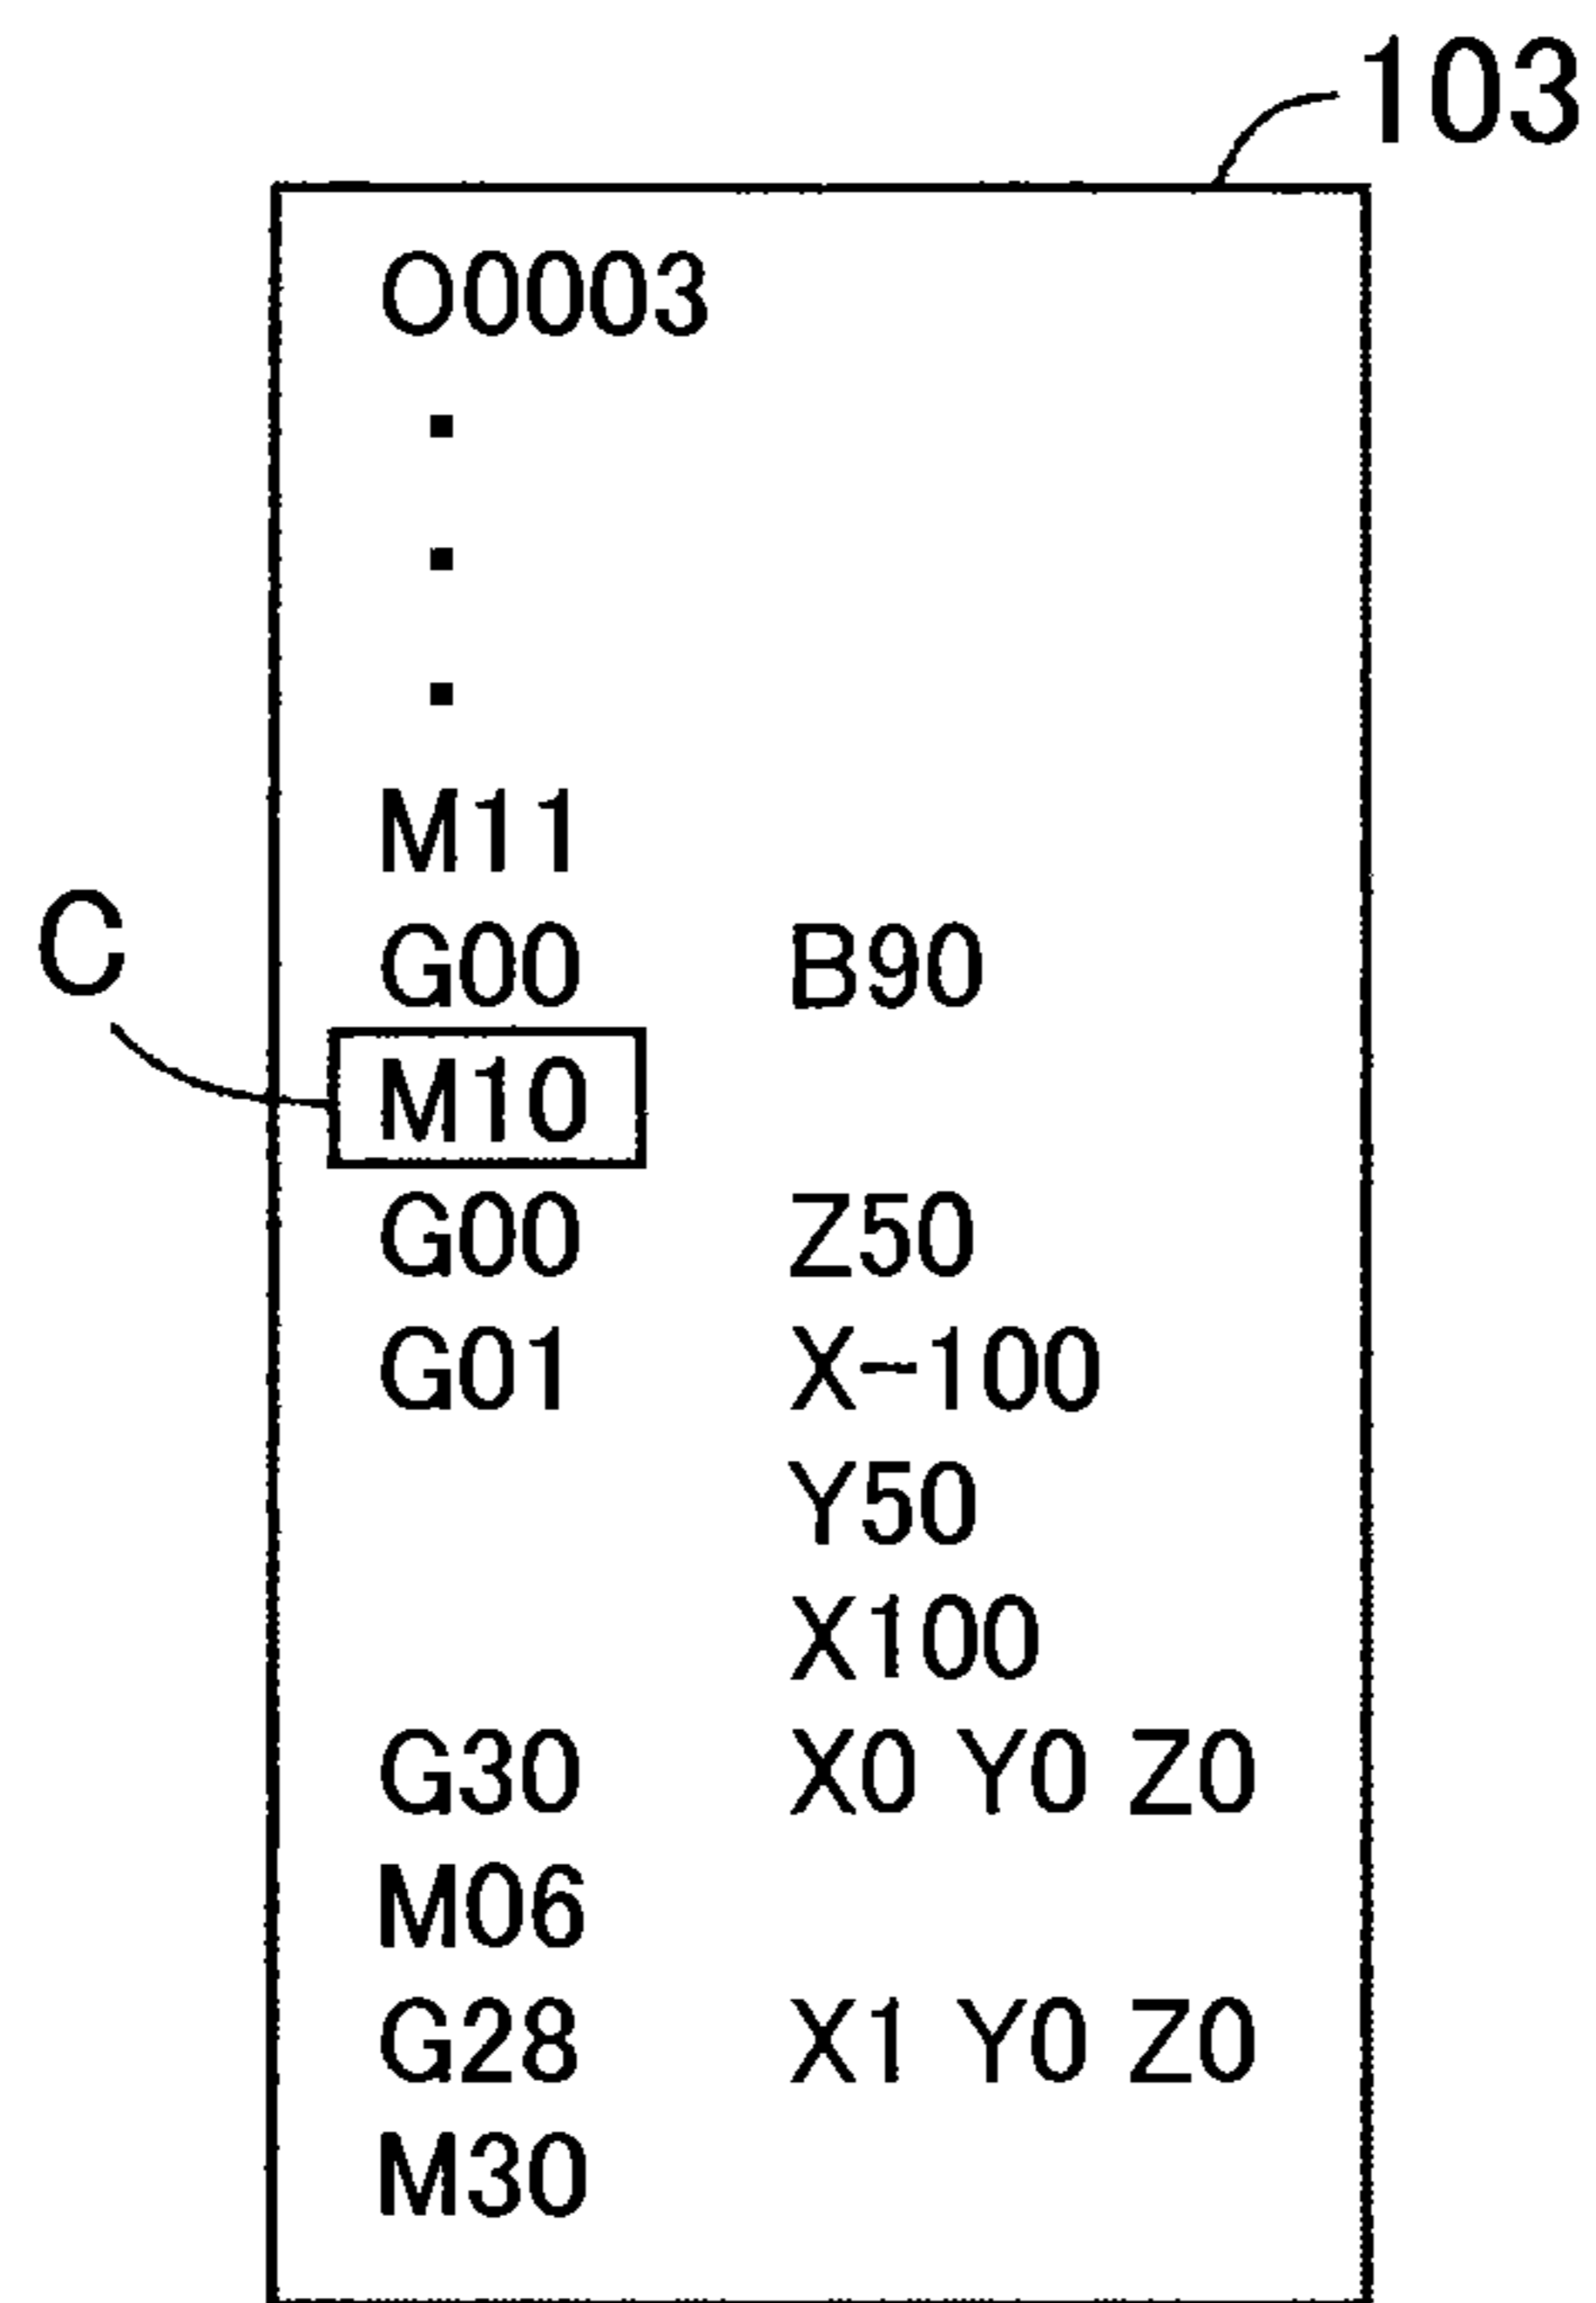 103
O0003
▪
▪
▪
M11
C
G00 B90
M10
G00 Z50
G01 X-100
Y50
X100
G30 X0 Y0 Z0
M06
G28 X1 Y0 Z0
M30